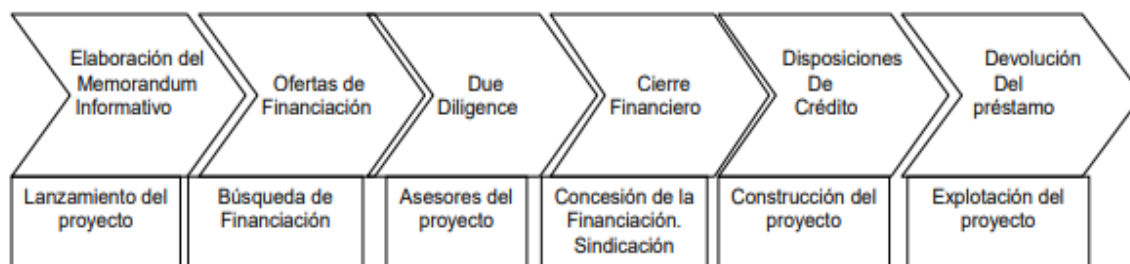 Elaboración del
Memorandum
Informativo
Ofertas de
Financiación
Due
Diligence
Cierre
Financiero
Disposiciones
De
Crédito
Devolución
Del
préstamo
Lanzamiento del
proyecto
Búsqueda de
Financiación
Asesores del
proyecto
Concesión de la
Financiación.
Sindicación
Construcción del
proyecto
Explotación del
proyecto